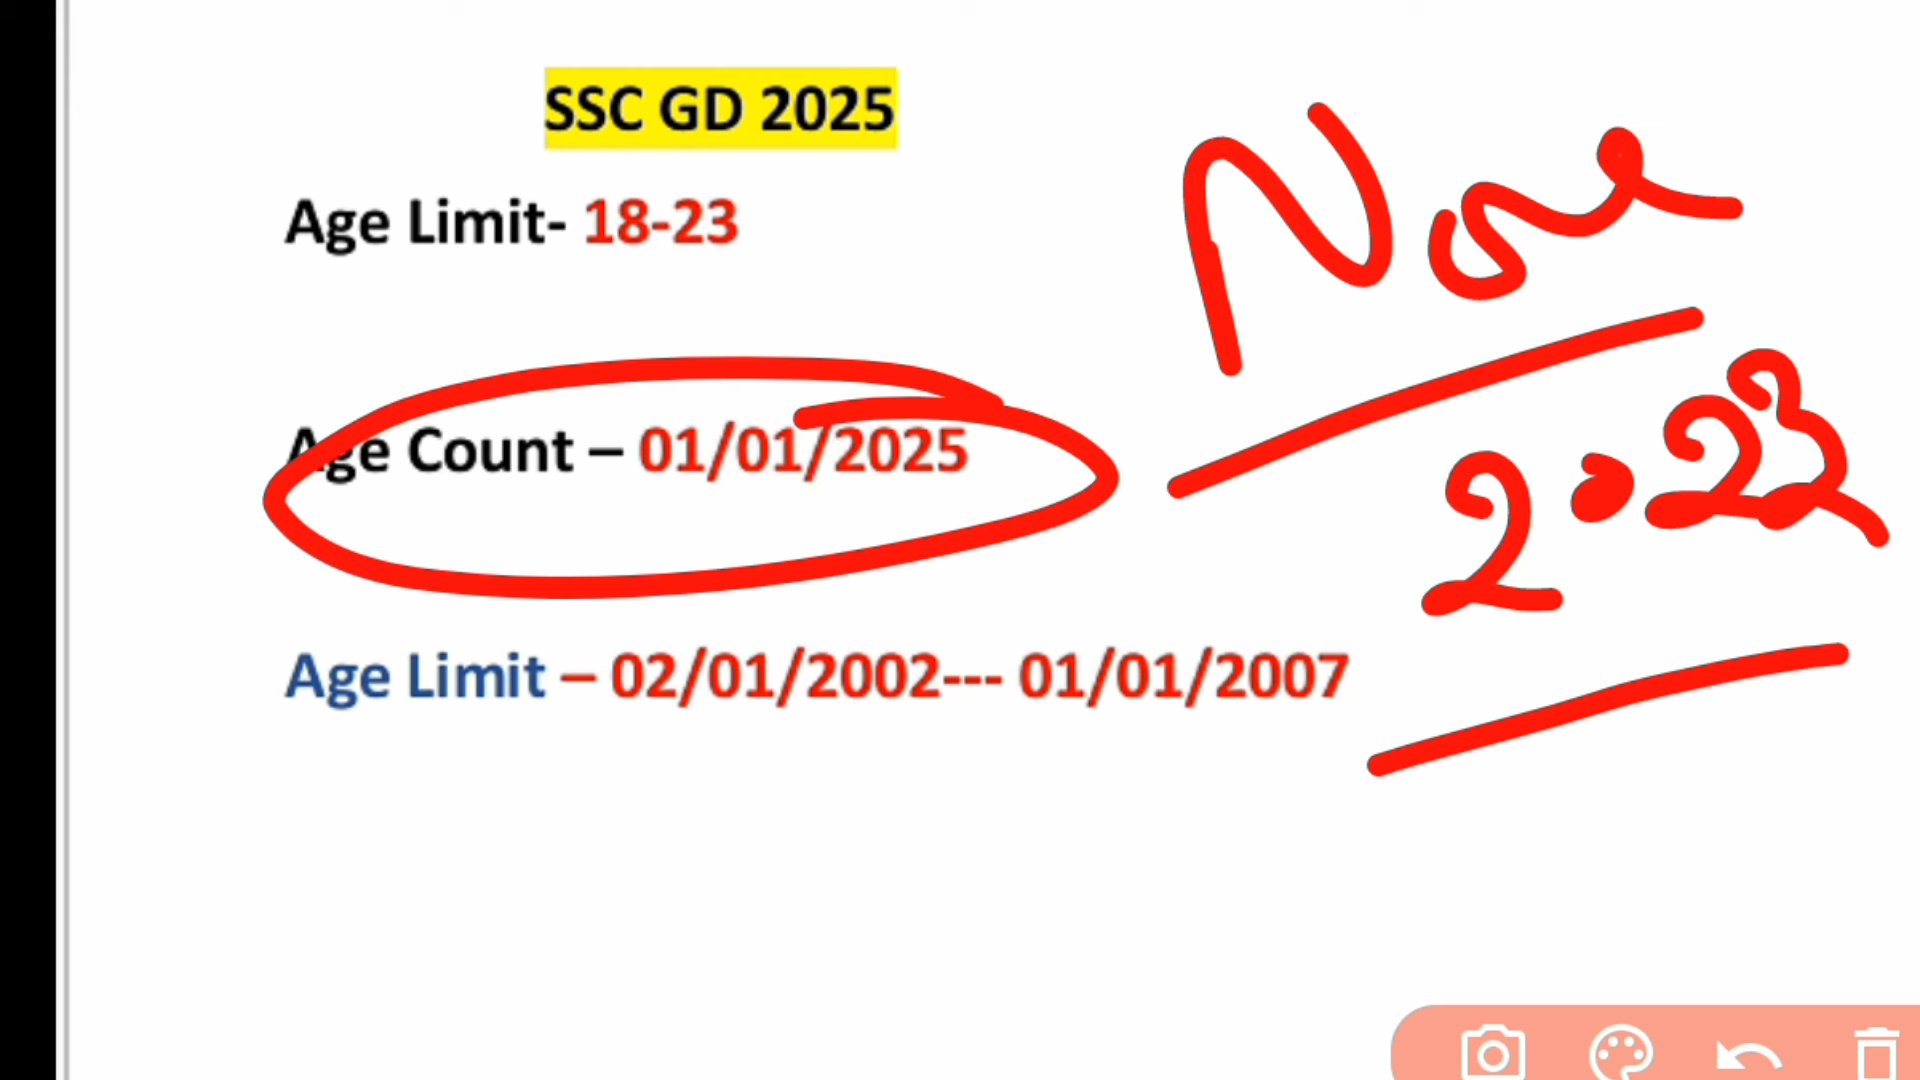 SSC GD 2025
Age Limit- 18-23
Age Count – 01/01/2025
Age Limit – 02/01/2002--- 01/01/2007
2023